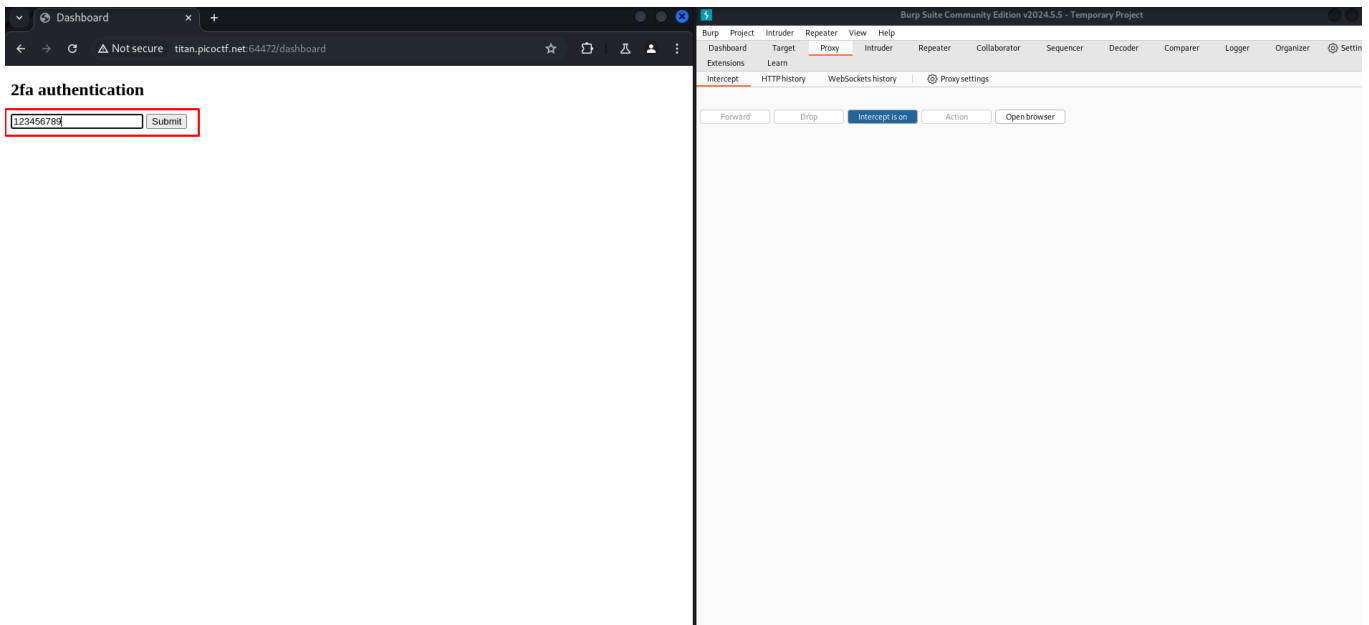 Dashboard
Not secure titan.picoctf.net:64472/dashboard
2fa authentication
123456789 Submit
Burp Suite Community Edition v2024.5.5 - Temporary Project
Burp Project Intruder Repeater View Help
Dashboard Target Proxy Intruder Repeater Collaborator Sequencer Decoder Comparer Logger Organizer Settin
Extensions Learn
Intercept HTTP history WebSockets history Proxy settings
Forward Drop Intercept is on Action Open browser